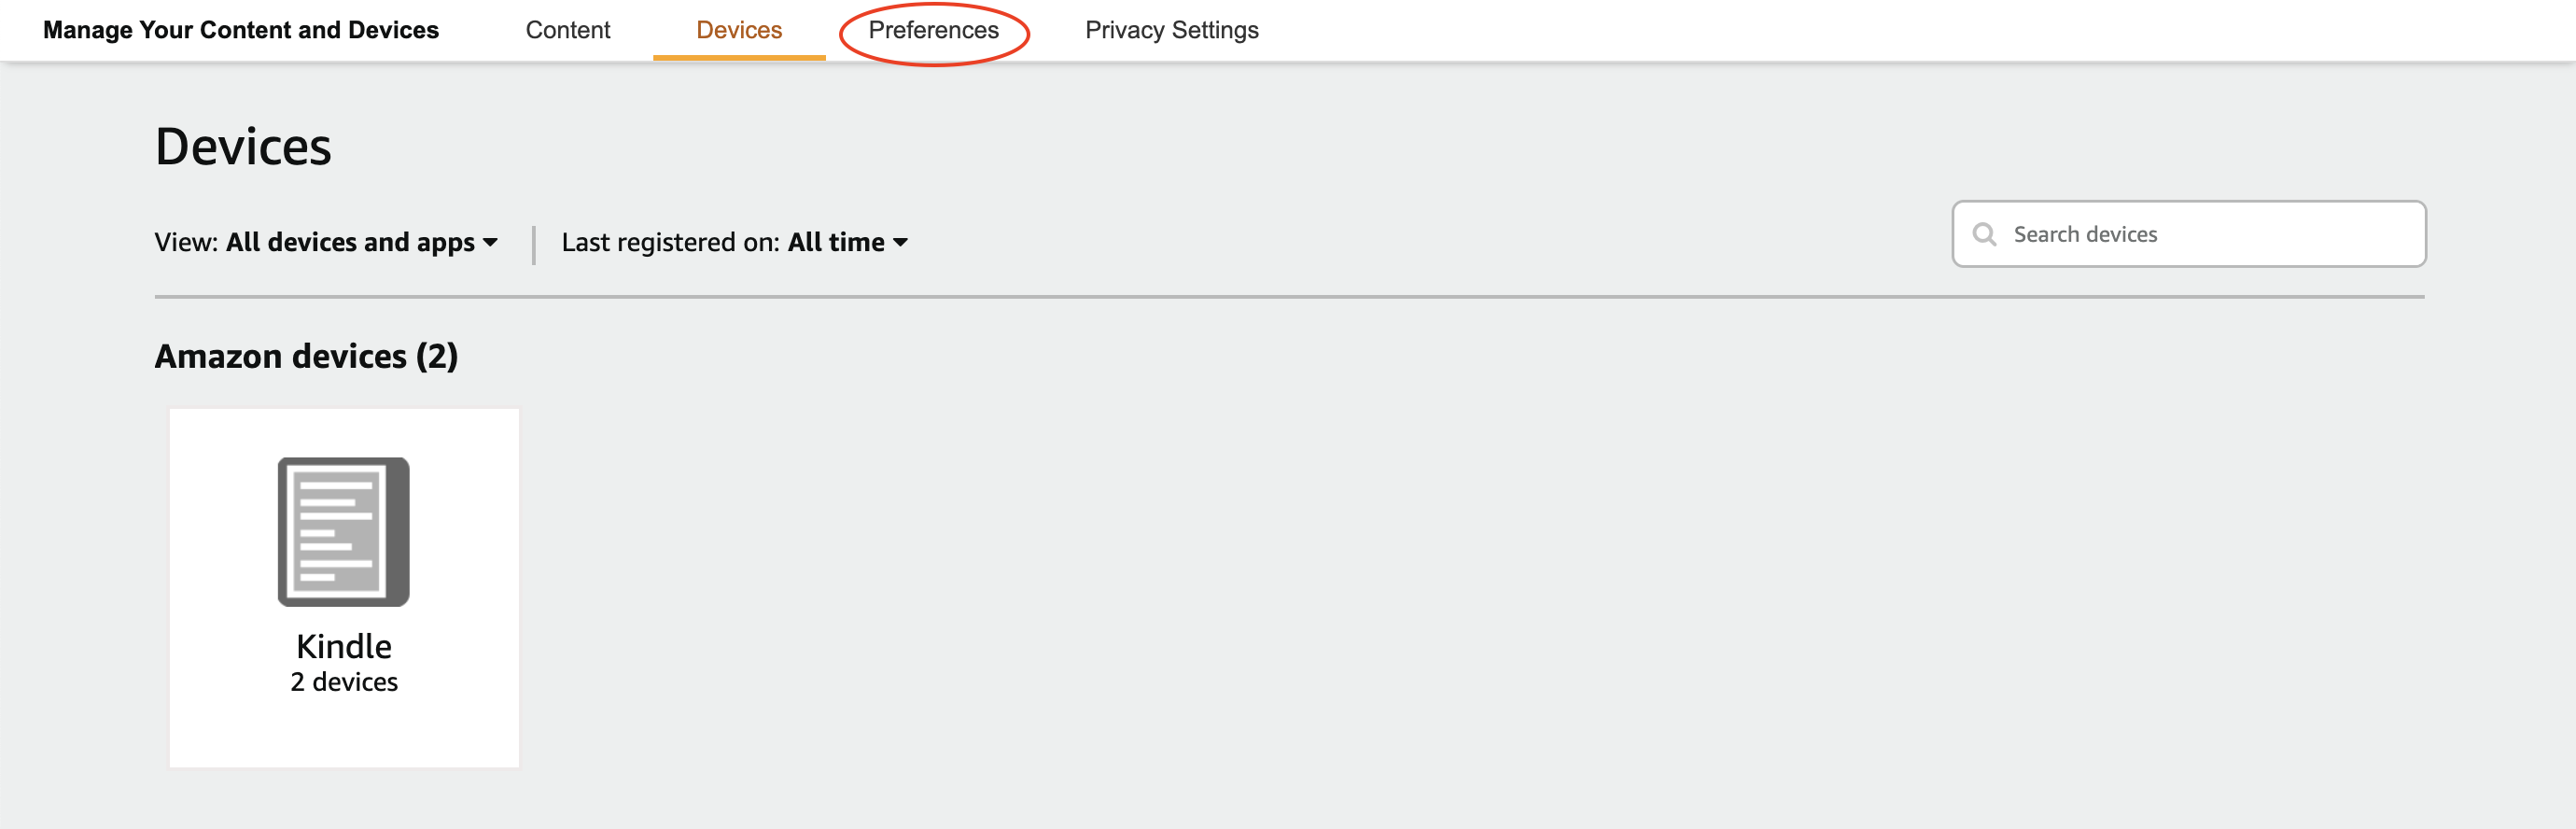 Manage Your Content and Devices Content Devices Preferences Privacy Settings
Devices
View: All devices and apps Last registered on: All time Search devices
Amazon devices (2)
Kindle
2 devices